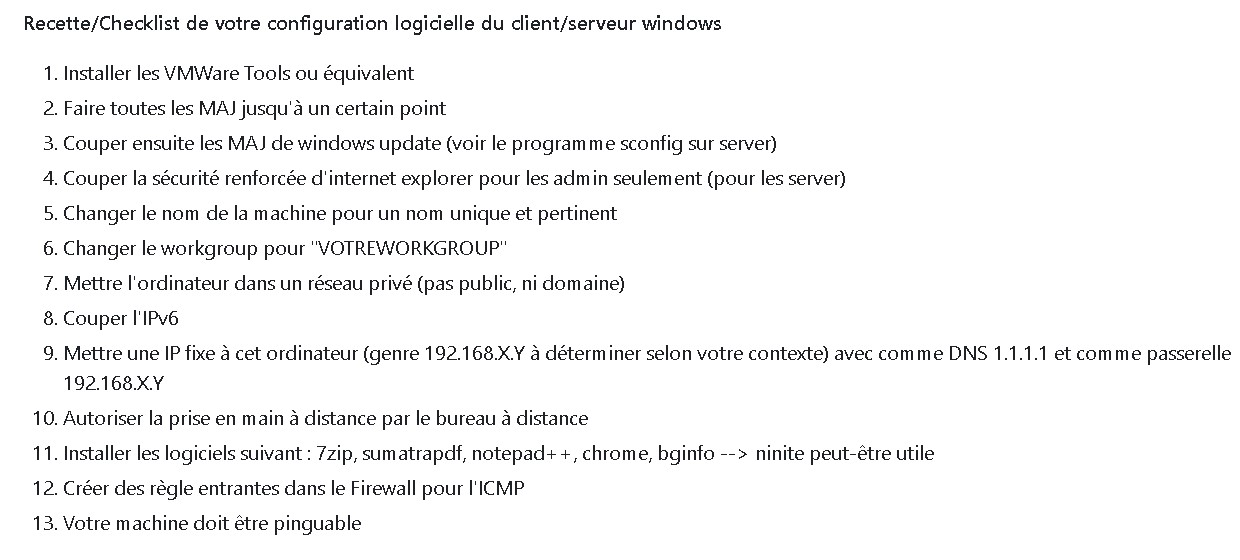 Recette/Checklist de votre configuration logicielle du client/serveur windows
1. Installer les VMWare Tools ou équivalent
2. Faire toutes les MAJ jusqu'à un certain point
3. Couper ensuite les MAJ de windows update (voir le programme sconfig sur server)
4. Couper la sécurité renforcée d'internet explorer pour les admin seulement (pour les server)
5. Changer le nom de la machine pour un nom unique et pertinent
6. Changer le workgroup pour "VOTREWORKGROUP"
7. Mettre l'ordinateur dans un réseau privé (pas public, ni domaine)
8. Couper l'IPv6
9. Mettre une IP fixe à cet ordinateur (genre 192.168.X.Y à déterminer selon votre contexte) avec comme DNS 1.1.1.1 et comme passerelle
192.168.X.Y
10. Autoriser la prise en main à distance par le bureau à distance
11. Installer les logiciels suivant : 7zip, sumatrapdf, notepad++, chrome, bginfo --> ninite peut-être utile
12. Créer des règle entrantes dans le Firewall pour l'ICMP
13. Votre machine doit être pinguable